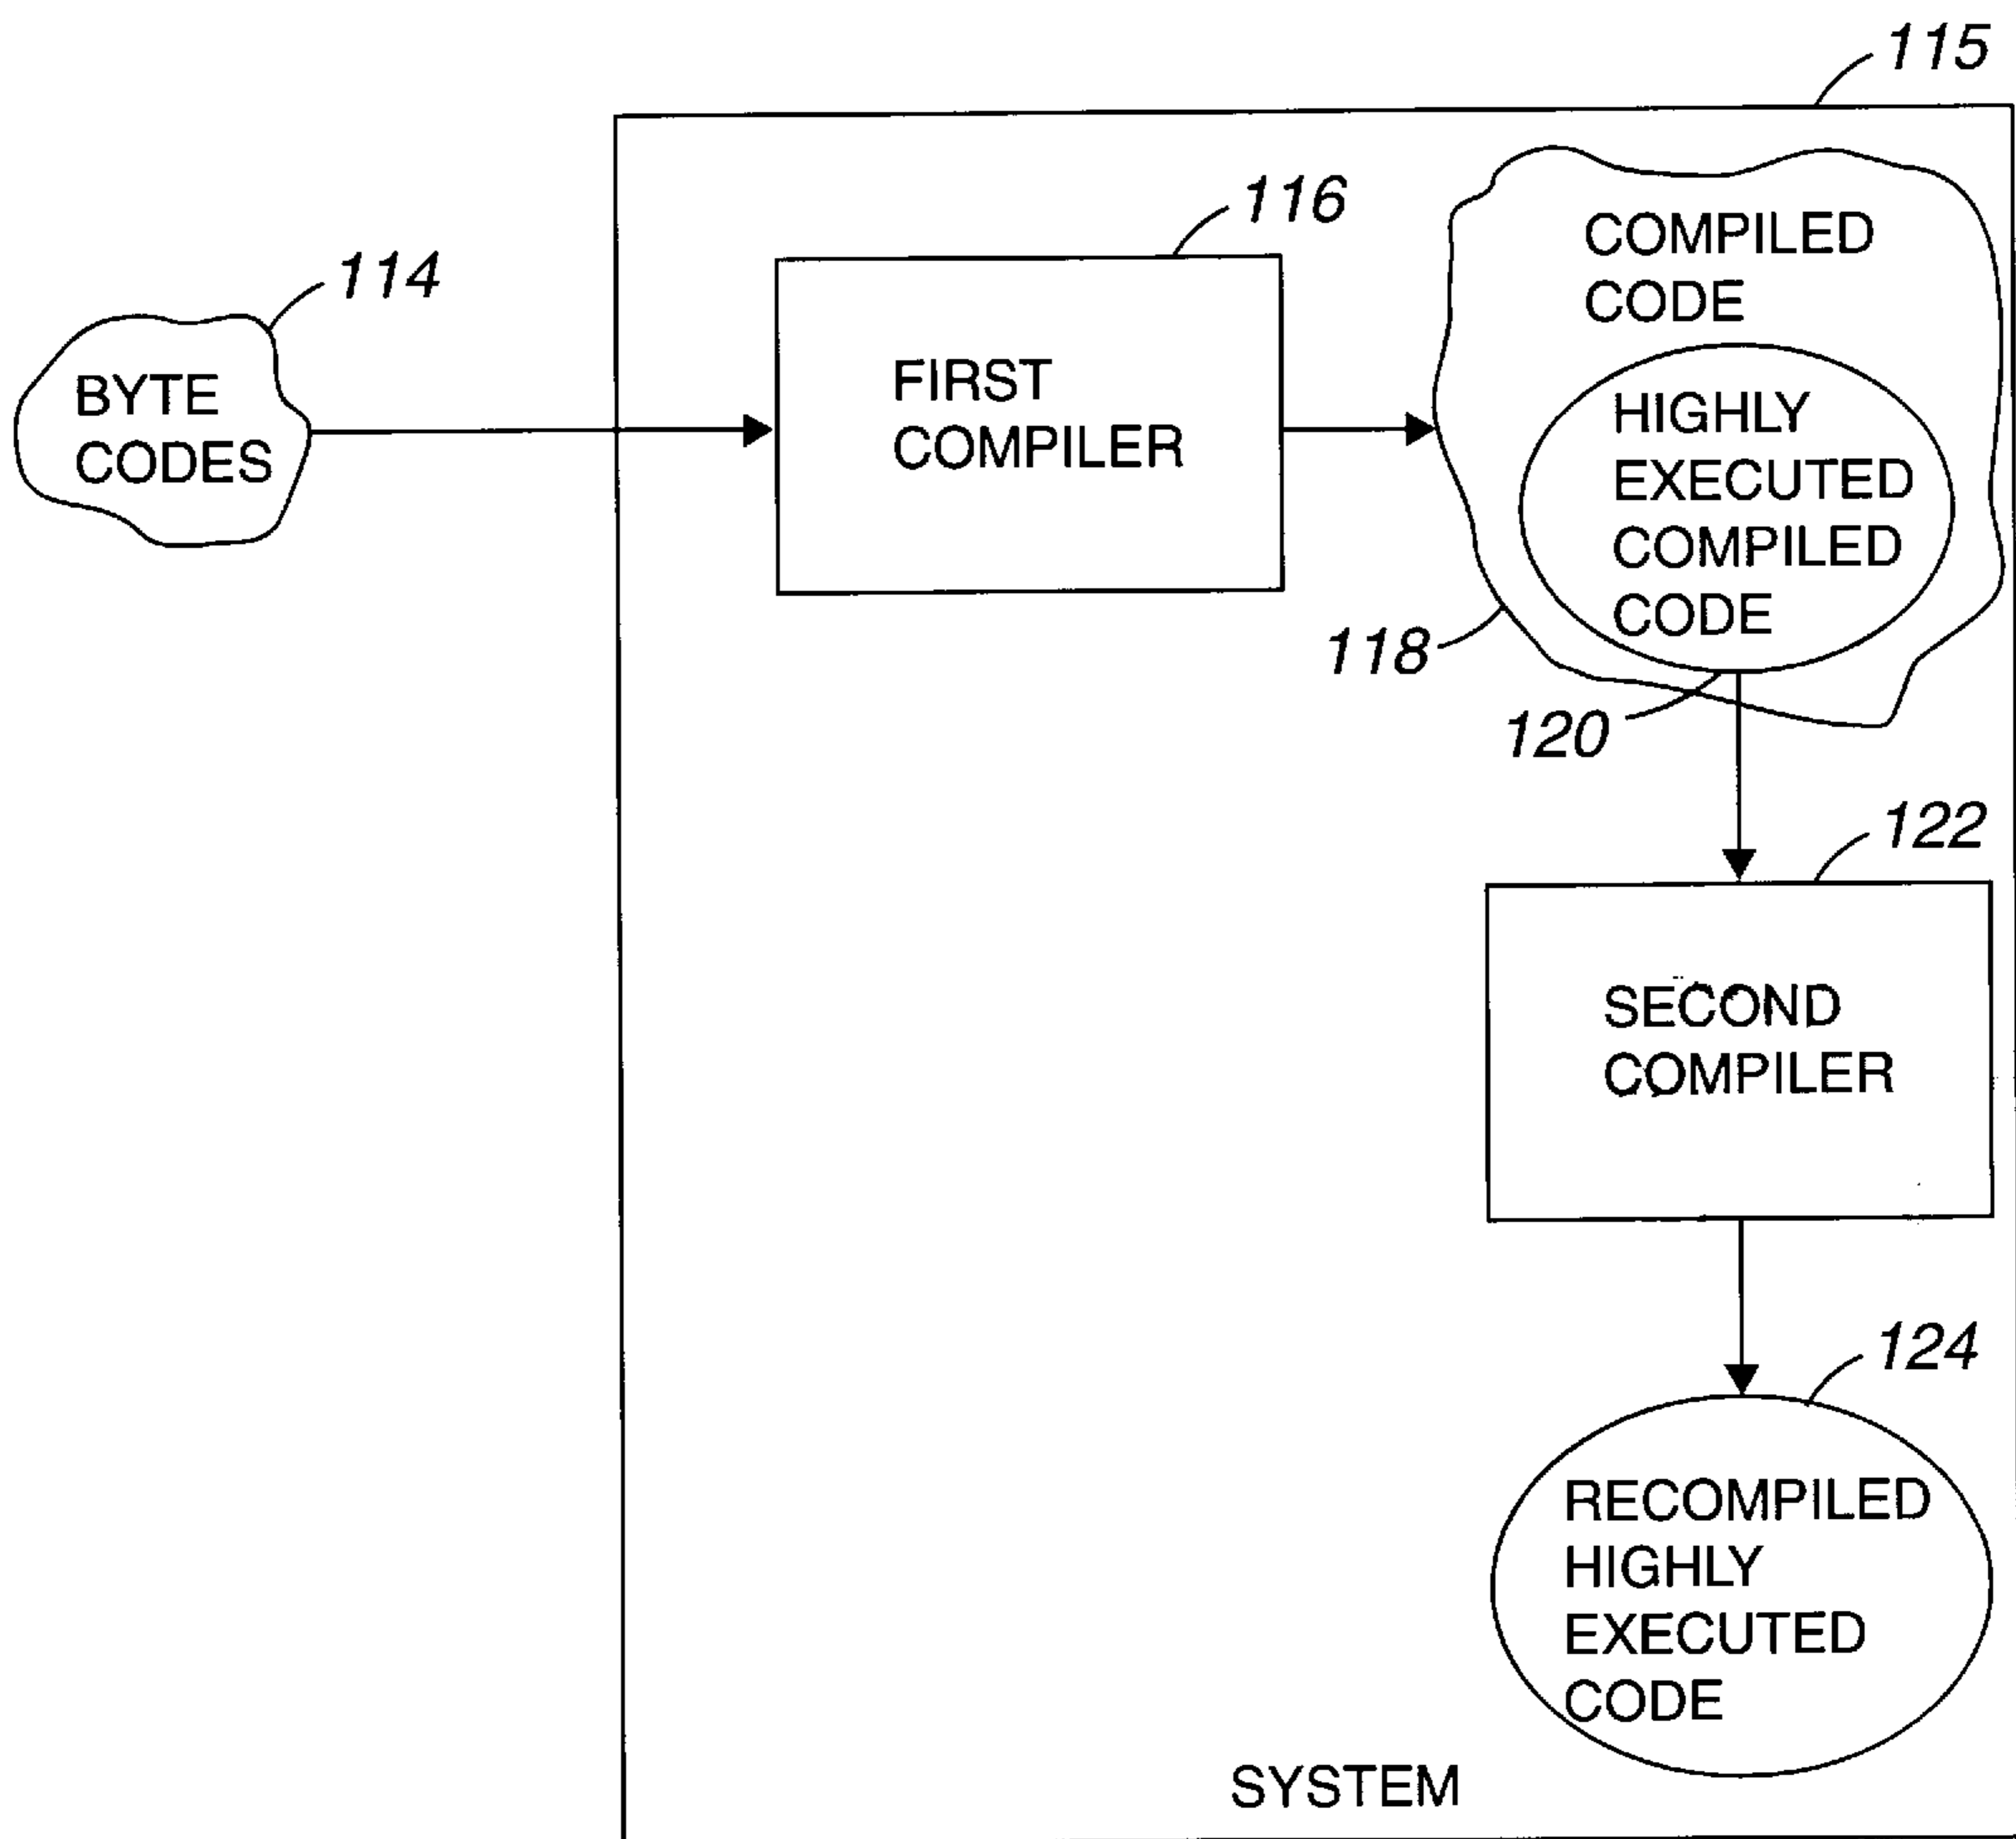 115
116
114
BYTE
CODES
FIRST
COMPILER
COMPILED
CODE
HIGHLY
EXECUTED
COMPILED
CODE
118
120
122
SECOND
COMPILER
124
RECOMPILED
HIGHLY
EXECUTED
CODE
SYSTEM